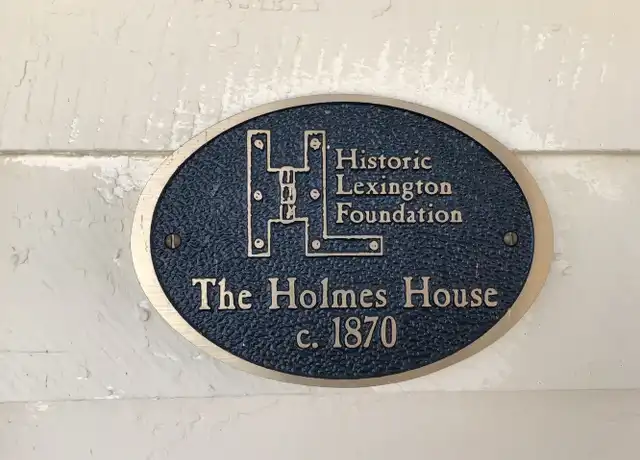 Historic
Lexington
Foundation
The Holmes House
c. 1870